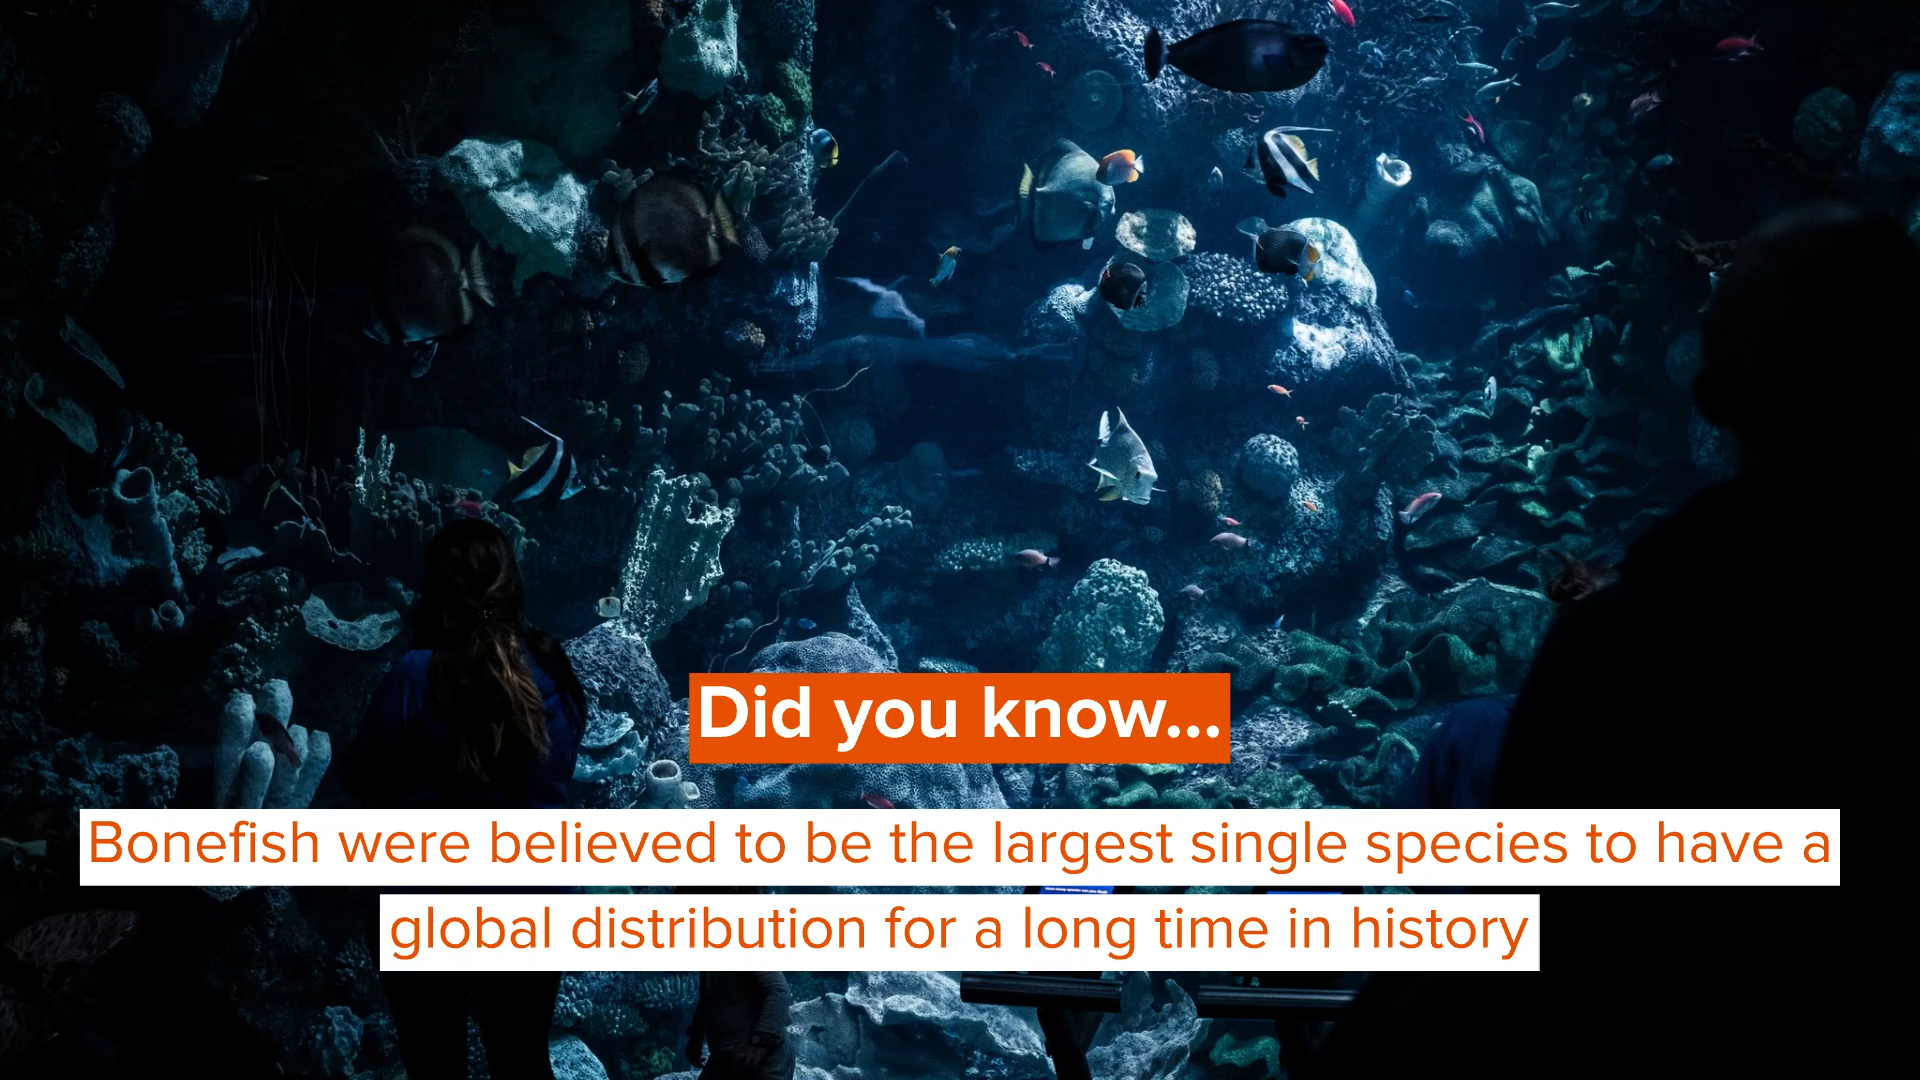 Did you know...
Bonefish were believed to be the largest single species to have a
global distribution for a long time in history